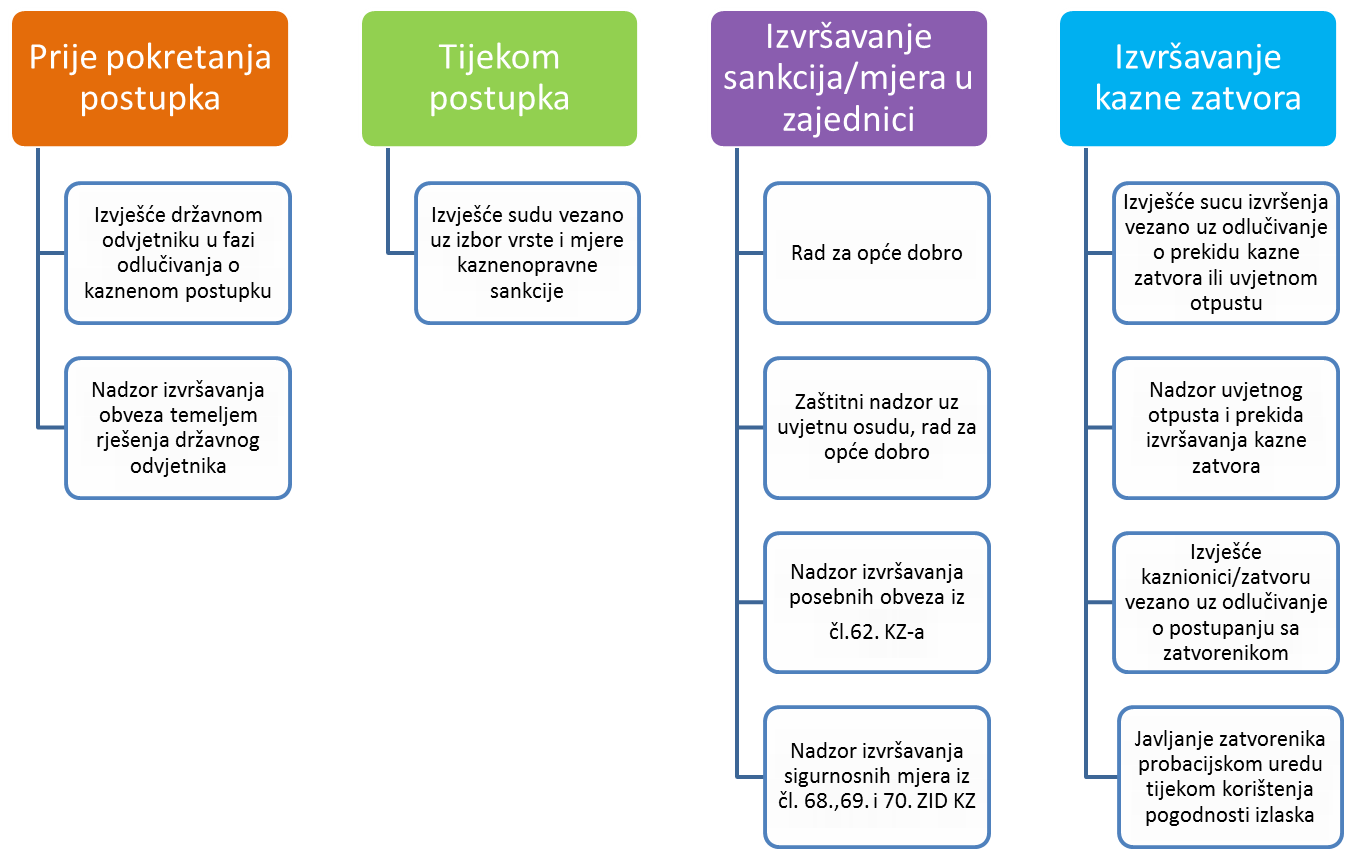 Prije pokretanja
postupka
Izvješće državnom
odvjetniku u fazi
odlučivanja o
kaznenom postupku
Nadzor izvršavanja
obveza temeljem
rješenja državnog
odvjetnika
Tijekom
postupka
Izvješće sudu vezano
uz izbor vrste i mjere
kaznenopravne
sankcije
Izvršavanje
sankcija/mjera u
zajednici
Rad za opće dobro
Zaštitni nadzor uz
uvjetnu osudu, rad za
opće dobro
Nadzor izvršavanja
posebnih obveza iz
čl.62. KZ-a
Nadzor izvršavanja
sigurnosnih mjera iz
čl. 68.,69. i 70. ZID KZ
Izvršavanje
kazne zatvora
Izvješće sucu izvršenja
vezano uz odlučivanje
o prekidu kazne
zatvora ili uvjetnom
otpustu
Nadzor uvjetnog
otpusta i prekida
izvršavanja kazne
zatvora
Izvješće
kaznionici/zatvoru
vezano uz odlučivanje
o postupanju sa
zatvorenikom
Javljanje zatvorenika
probacijskom uredu
tijekom korištenja
pogodnosti izlaska